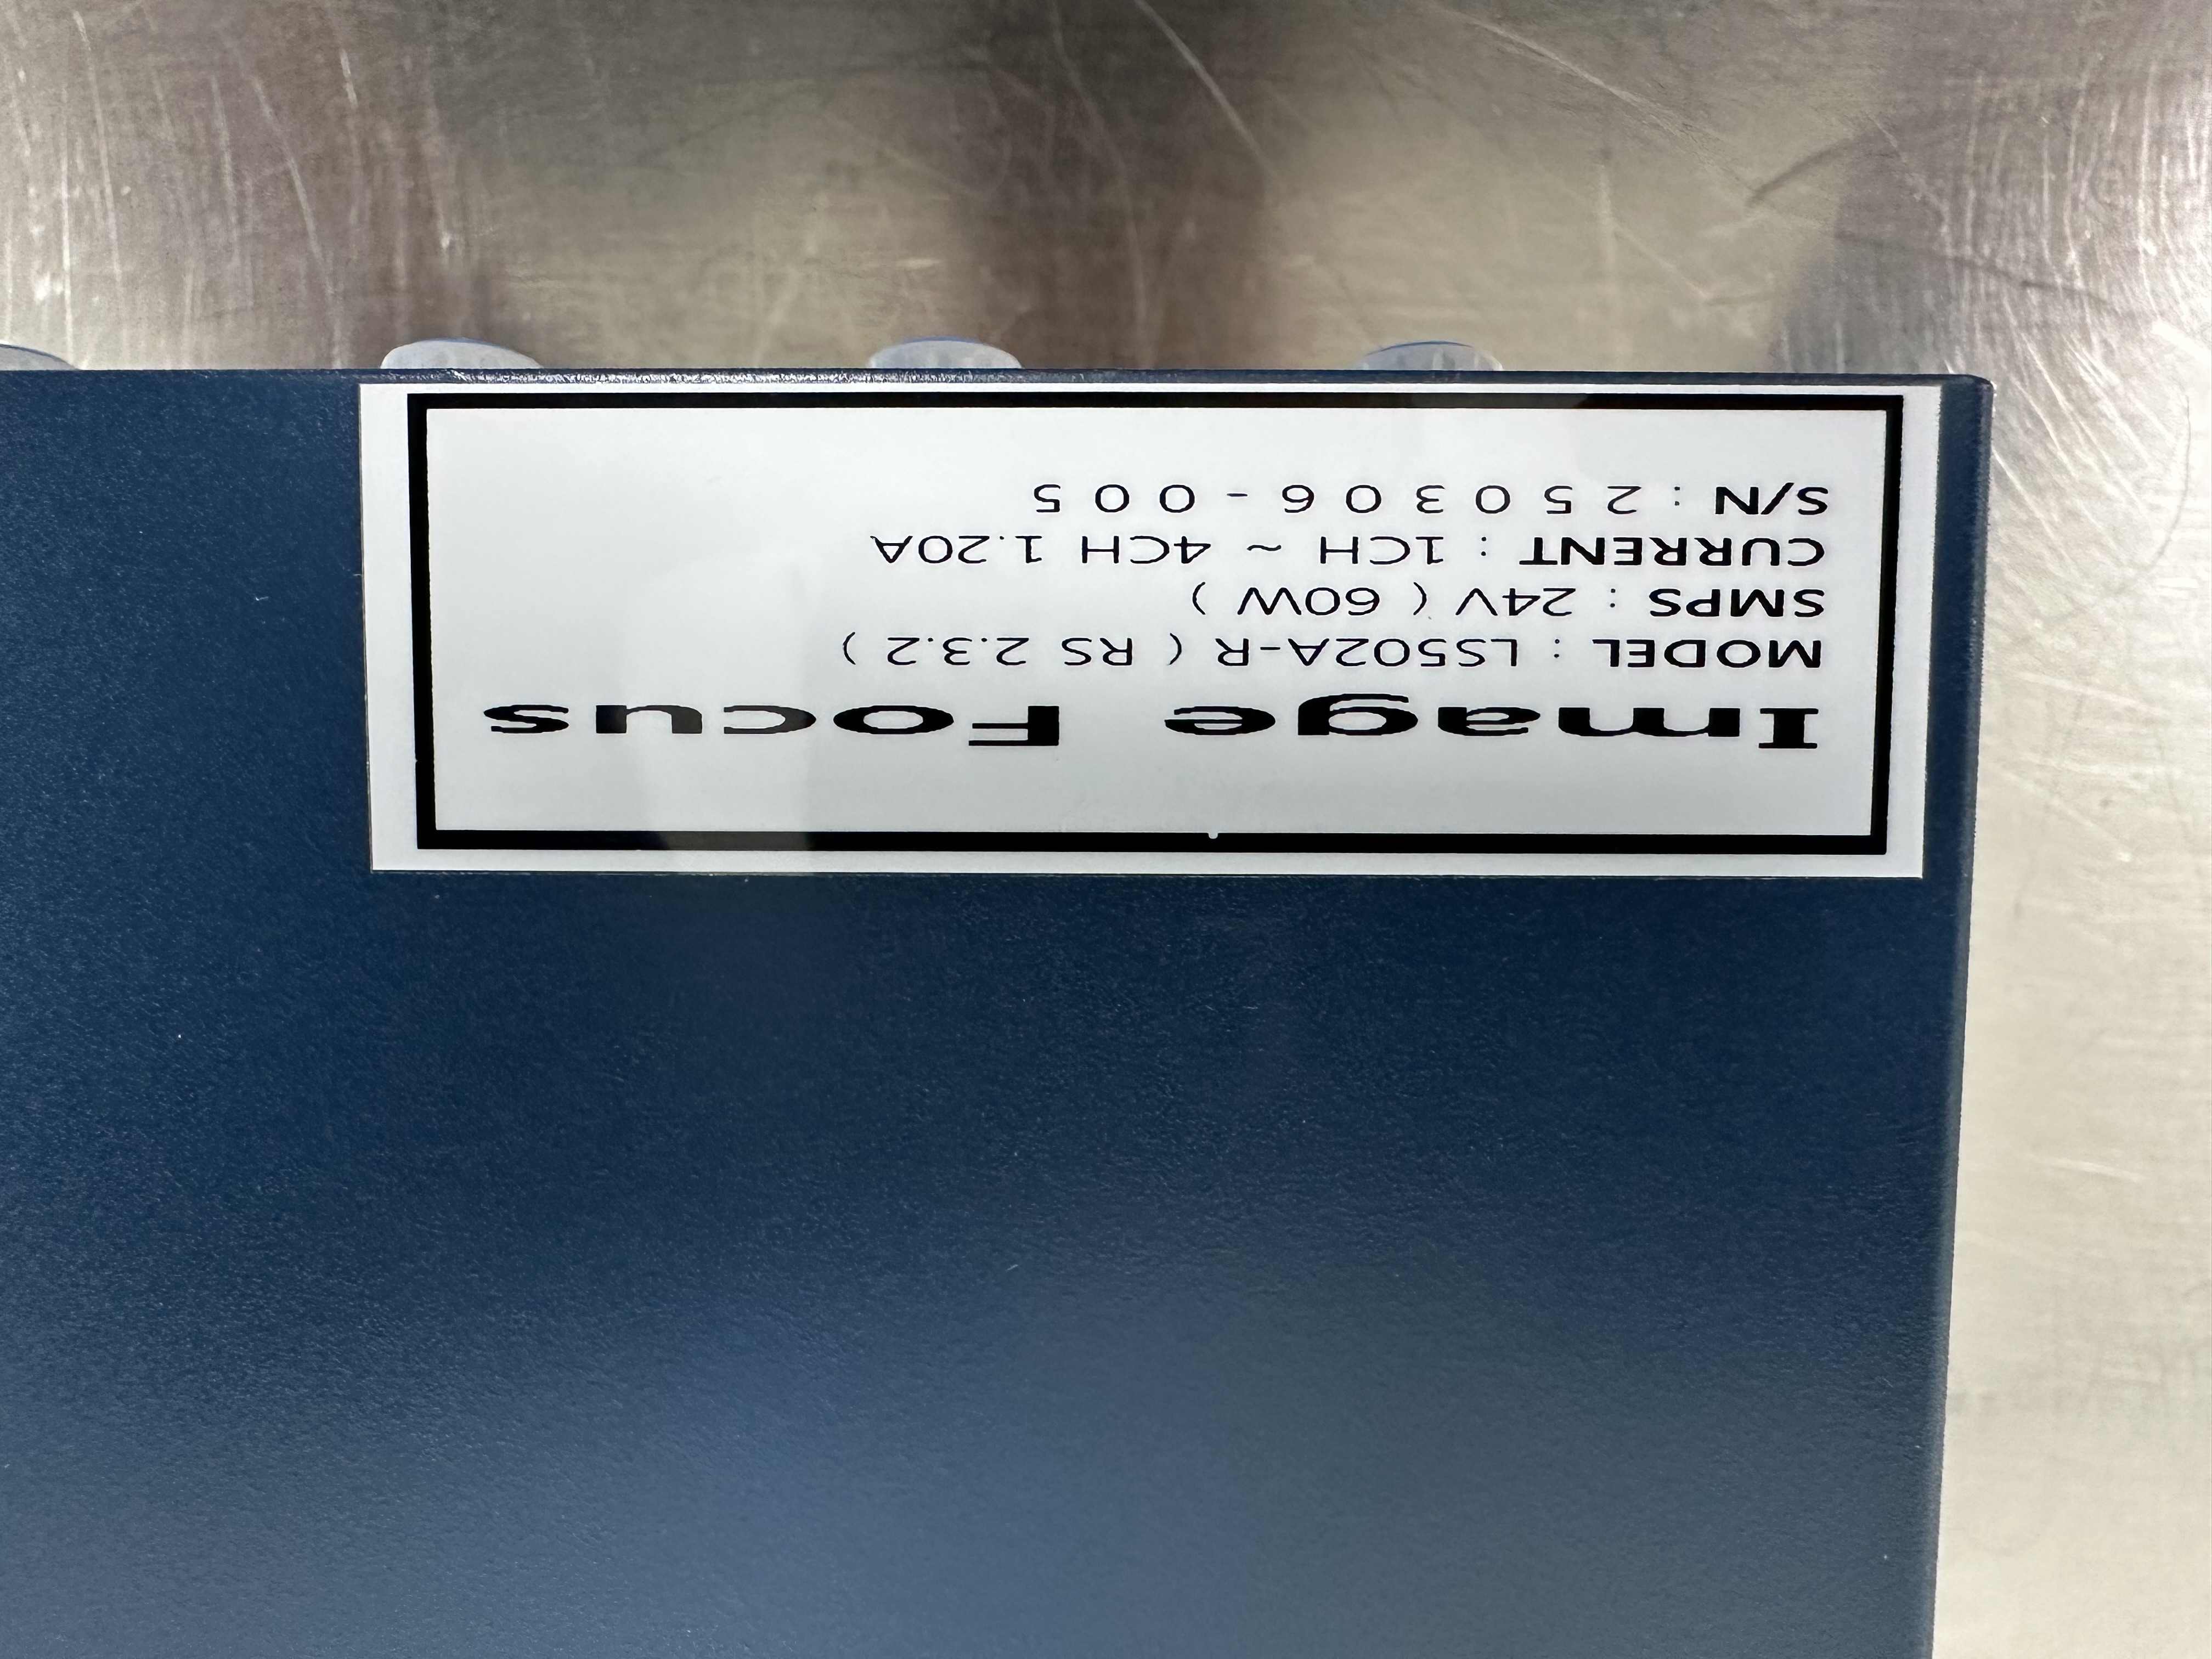 Image Focus
MODEL : LS502A-R ( RS 2.3.2 )
SMPS : 24V ( 60W )
CURRENT : 1CH ~ 4CH 1.20A
S/N : 250306-005